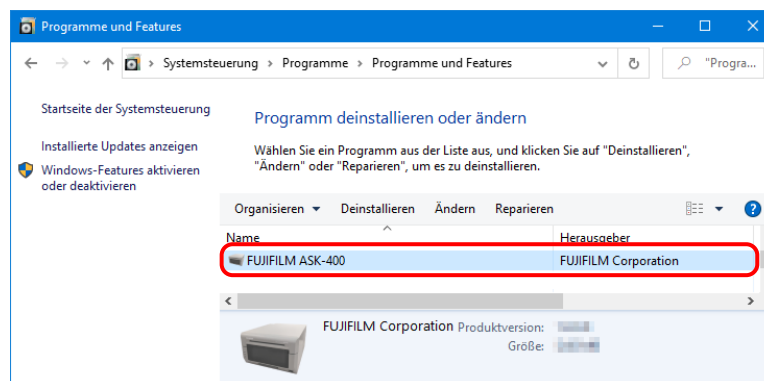 Programme und Features
Systemsteuerung > Programme > Programme und Features
"Progra...
Startseite der Systemsteuerung
Installierte Updates anzeigen
Windows-Features aktivieren
oder deaktivieren
Programm deinstallieren oder ändern
Wählen Sie ein Programm aus der Liste aus, und klicken Sie auf "Deinstallieren",
"Ändern" oder "Reparieren", um es zu deinstallieren.
Organisieren Deinstallieren Ändern Reparieren
Name Herausgeber
FUJIFILM ASK-400 FUJIFILM Corporation
FUJIFILM Corporation Produktversion:
Größe: